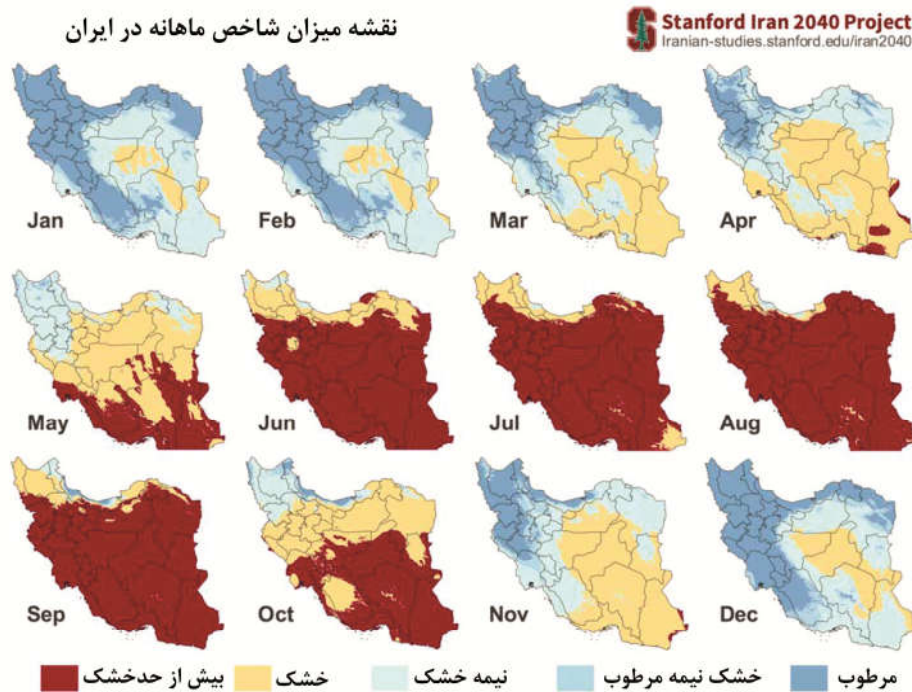 نقشه میزان شاخص ماهانه در ایران
Stanford Iran 2040 Project
Iranian-studies.stanford.edu/iran2040
Jan
Feb
Mar
Apr
May
Jun
Jul
Aug
Sep
Oct
Nov
Dec
بیش از حدخشک
خشک
نیمه خشک
خشک نیمه مرطوب
مرطوب